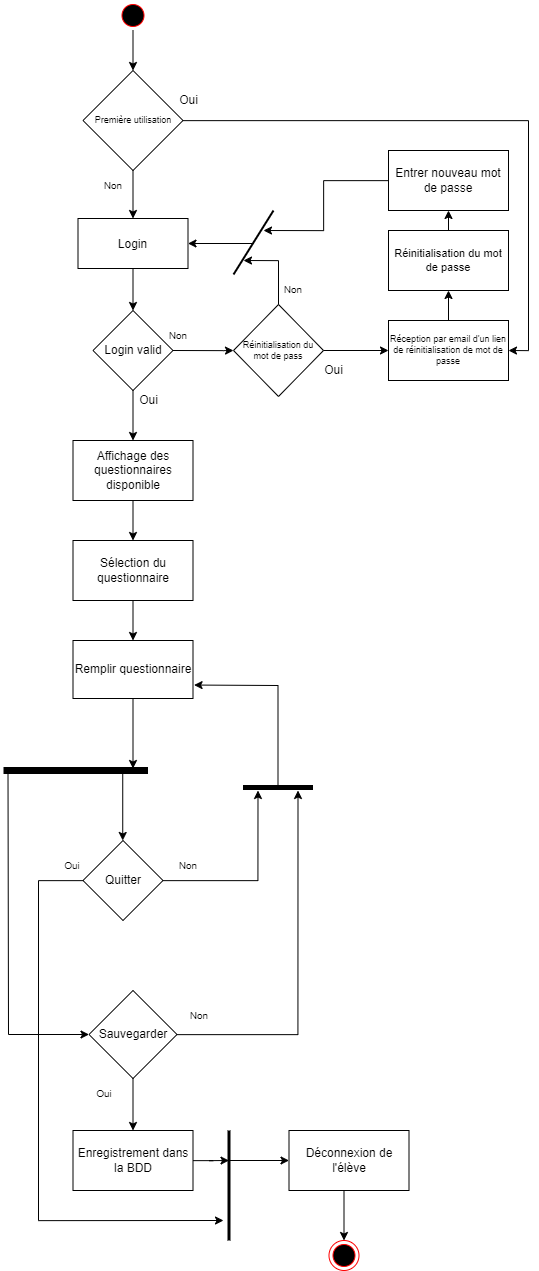 Oui
Première utilisation
Non
Entrer nouveau mot
de passe
Login
Réinitialisation du mot
de passe
Non
Login valid
Non
Réinitialisation du
mot de pass
Oui
Réception par email d'un lien
de réinitialisation de mot de
passe
Oui
Affichage des
questionnaires
disponible
Sélection du
questionnaire
Remplir questionnaire
Oui
Quitter
Non
Non
Sauvegarder
Oui
Enregistrement dans
la BDD
Déconnexion de
l'élève